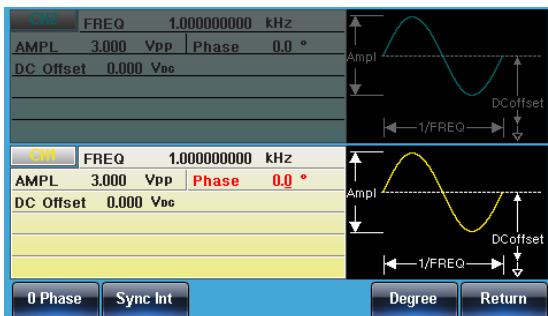 CH2 FREQ 1.000000000 kHz
AMPL 3.000 Vpp Phase 0.0 °
DC Offset 0.000 VDC
Ampl
DCoffset
1/FREQ
CH1 FREQ 1.000000000 kHz
AMPL 3.000 Vpp Phase 0.0 °
DC Offset 0.000 VDC
Ampl
DCoffset
1/FREQ
0 Phase Sync Int Degree Return